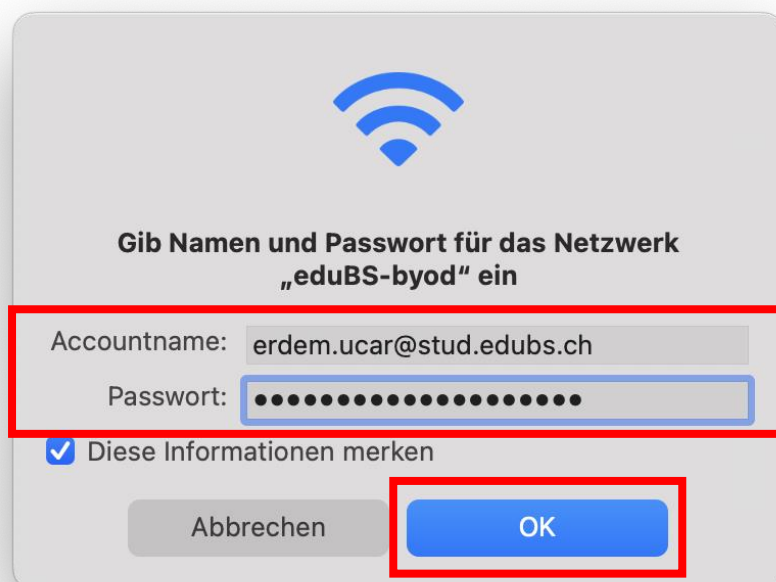 Gib Namen und Passwort für das Netzwerk
„eduBS-byod“ ein
Accountname: erdem.ucar@stud.edubs.ch
Passwort: ••••••••••••••••••••
Diese Informationen merken
Abbrechen OK